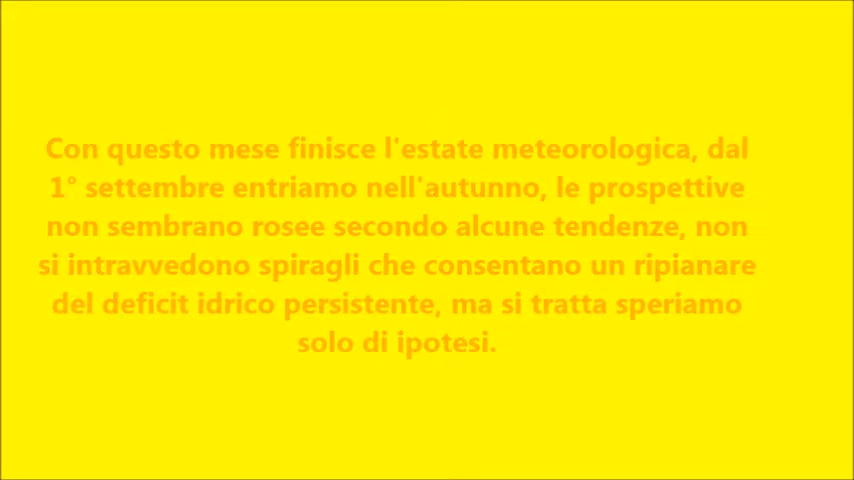 Con questo mese finisce l'estate meteorologica, dal
1° settembre entriamo nell'autunno, le prospettive
non sembrano rosee secondo alcune tendenze, non
si intravvedono spiragli che consentano un ripianare
del deficit idrico persistente, ma si tratta speriamo
solo di ipotesi.